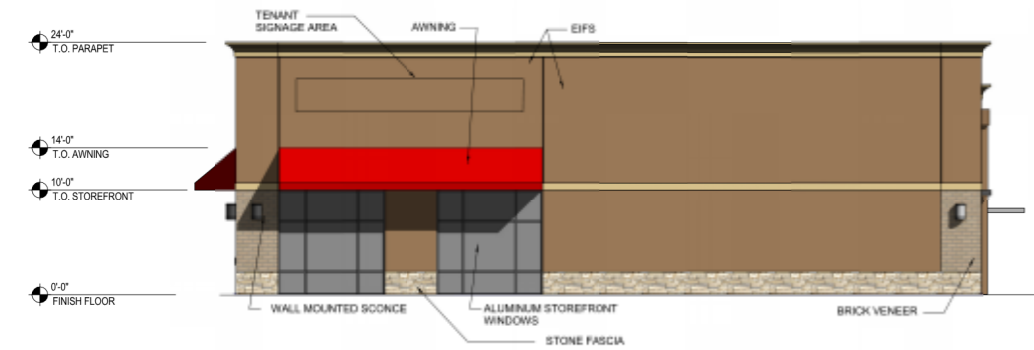 TENANT
SIGNAGE AREA
AWNING
EIFS
24'-0"
T.O. PARAPET
14'-0"
T.O. AWNING
10'-0"
T.O. STOREFRONT
0'-0"
FINISH FLOOR
WALL MOUNTED SCONCE
ALUMINUM STOREFRONT
WINDOWS
BRICK VENEER
STONE FASCIA